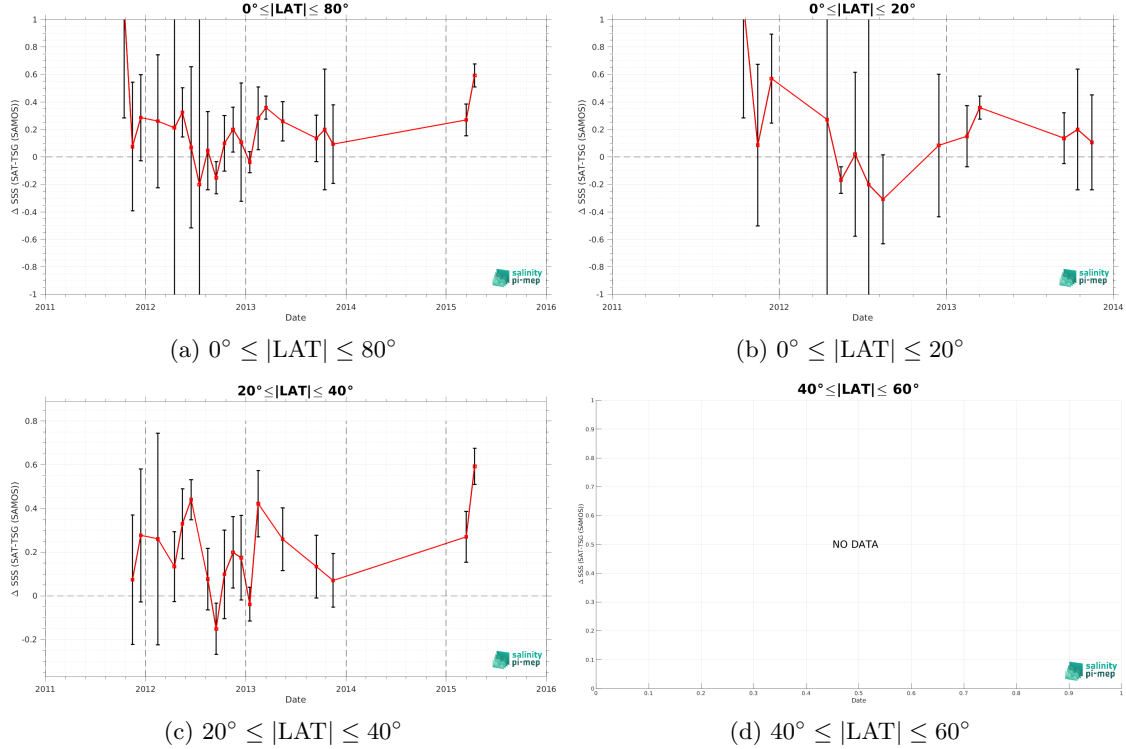 0°≤|LAT|≤ 80°
Δ SSS (SAT-TSG (SAMOS))
1
0.8
0.6
0.4
0.2
0
-0.2
-0.4
-0.6
-0.8
-1
2011
2012
2013
2014
2015
2016
Date
salinity
pi-mep
(a) 0° ≤ |LAT| ≤ 80°
0°≤|LAT|≤ 20°
Δ SSS (SAT-TSG (SAMOS))
1
0.8
0.6
0.4
0.2
0
-0.2
-0.4
-0.6
-0.8
-1
2011
2012
2013
2014
Date
salinity
pi-mep
(b) 0° ≤ |LAT| ≤ 20°
20°≤|LAT|≤ 40°
Δ SSS (SAT-TSG (SAMOS))
0.8
0.6
0.4
0.2
0
-0.2
2011
2012
2013
2014
2015
2016
Date
salinity
pi-mep
(c) 20° ≤ |LAT| ≤ 40°
40°≤|LAT|≤ 60°
Δ SSS (SAT-TSG (SAMOS))
1
0.9
0.8
0.7
0.6
0.5
0.4
0.3
0.2
0.1
0
NO DATA
0
0.1
0.2
0.3
0.4
0.5
0.6
0.7
0.8
0.9
1
Date
salinity
pi-mep
(d) 40° ≤ |LAT| ≤ 60°